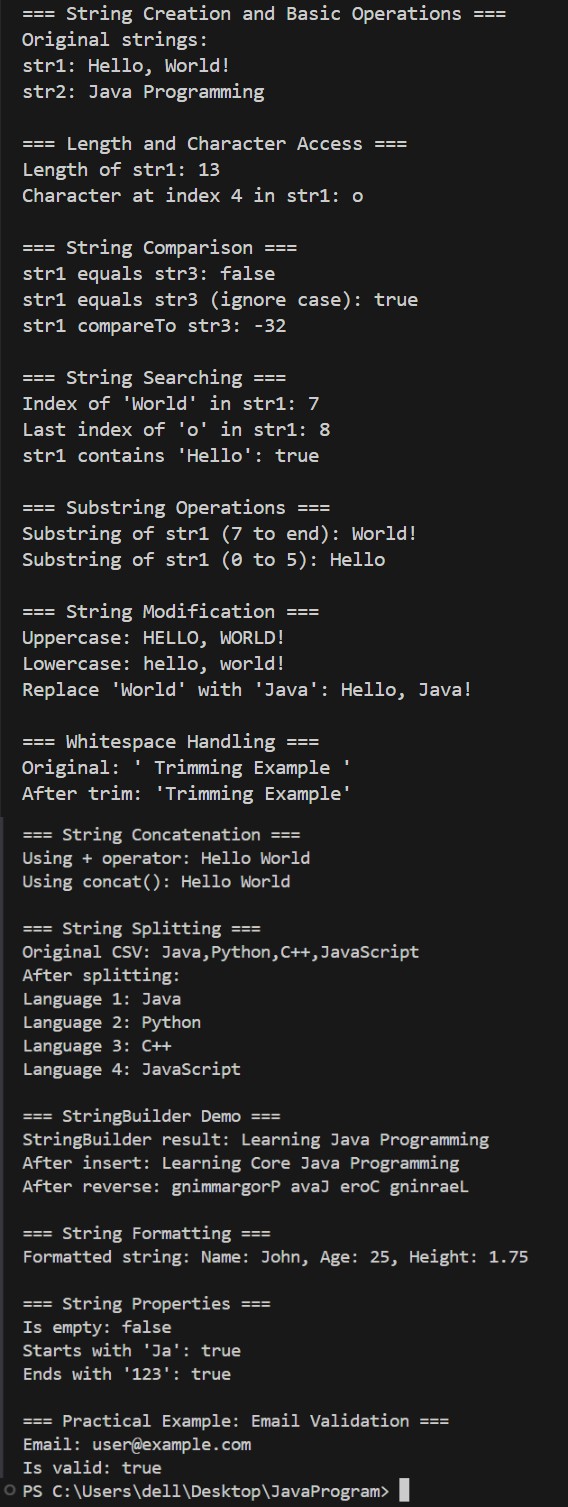 === String Creation and Basic Operations ===
Original strings:
str1: Hello, World!
str2: Java Programming
=== Length and Character Access ===
Length of str1: 13
Character at index 4 in str1: o
=== String Comparison ===
str1 equals str3: false
str1 equals str3 (ignore case): true
str1 compareTo str3: -32
=== String Searching ===
Index of 'World' in str1: 7
Last index of 'o' in str1: 8
str1 contains 'Hello': true
=== Substring Operations ===
Substring of str1 (7 to end): World!
Substring of str1 (0 to 5): Hello
=== String Modification ===
Uppercase: HELLO, WORLD!
Lowercase: hello, world!
Replace 'World' with 'Java': Hello, Java!
=== Whitespace Handling ===
Original: ' Trimming Example '
After trim: 'Trimming Example'
=== String Concatenation ===
Using + operator: Hello World
Using concat(): Hello World
=== String Splitting ===
Original CSV: Java,Python,C++,JavaScript
After splitting:
Language 1: Java
Language 2: Python
Language 3: C++
Language 4: JavaScript
=== StringBuilder Demo ===
StringBuilder result: Learning Java Programming
After insert: Learning Core Java Programming
After reverse: gnimmargorP avaJ eroC gninraeL
=== String Formatting ===
Formatted string: Name: John, Age: 25, Height: 1.75
=== String Properties ===
Is empty: false
Starts with 'Ja': true
Ends with '123': true
=== Practical Example: Email Validation ===
Email: user@example.com
Is valid: true
PS C:\Users\dell\Desktop\JavaProgram>